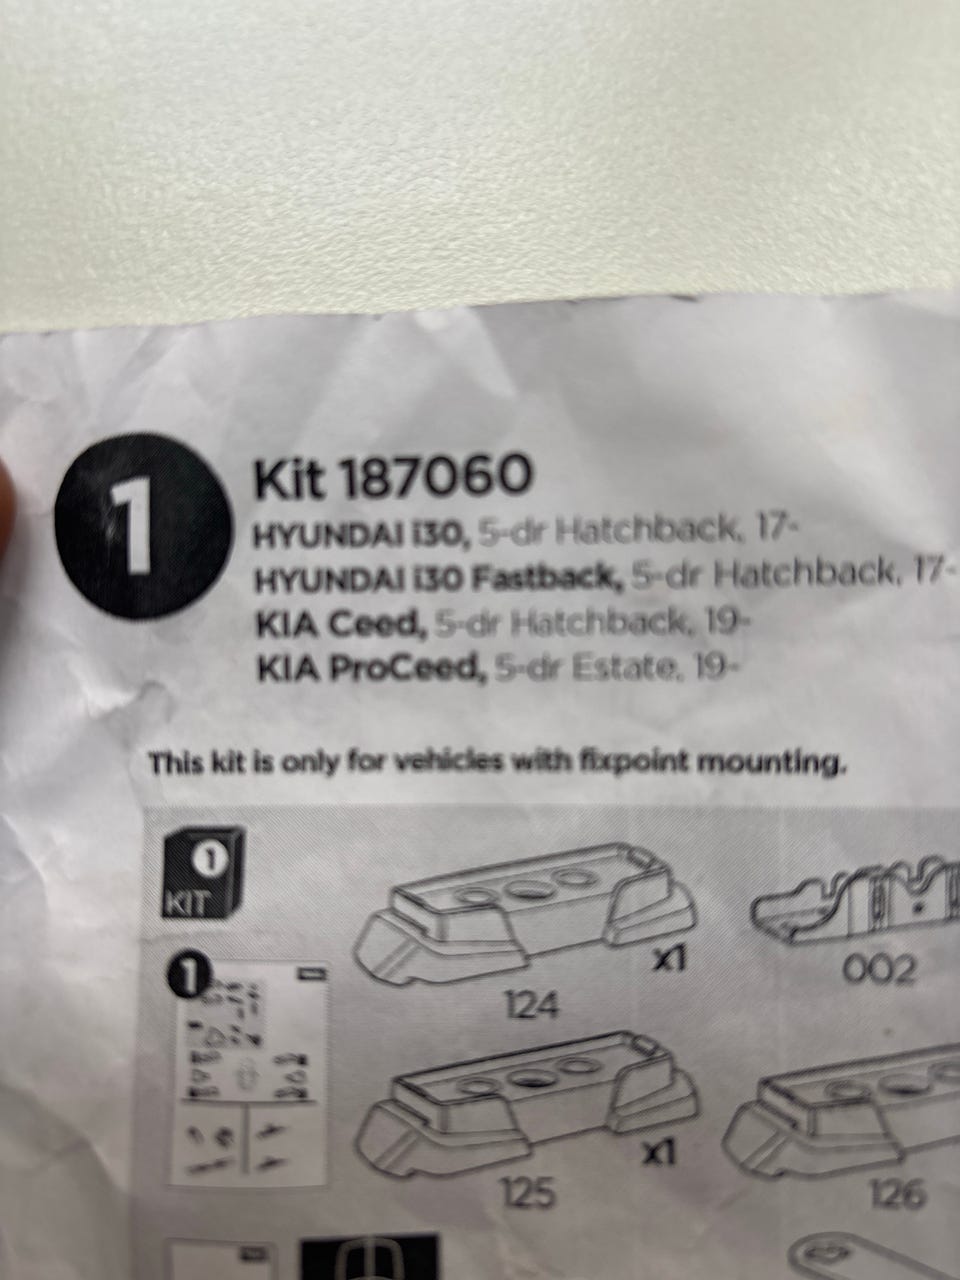 1
Kit 187060
HYUNDAI i30, 5-dr Hatchback, 17-
HYUNDAI i30 Fastback, 5-dr Hatchback, 17-
KIA Ceed, 5-dr Hatchback, 19-
KIA ProCeed, 5-dr Estate, 19-
This kit is only for vehicles with fixpoint mounting.
1
KIT
x1
124
002
1
x1
125
126